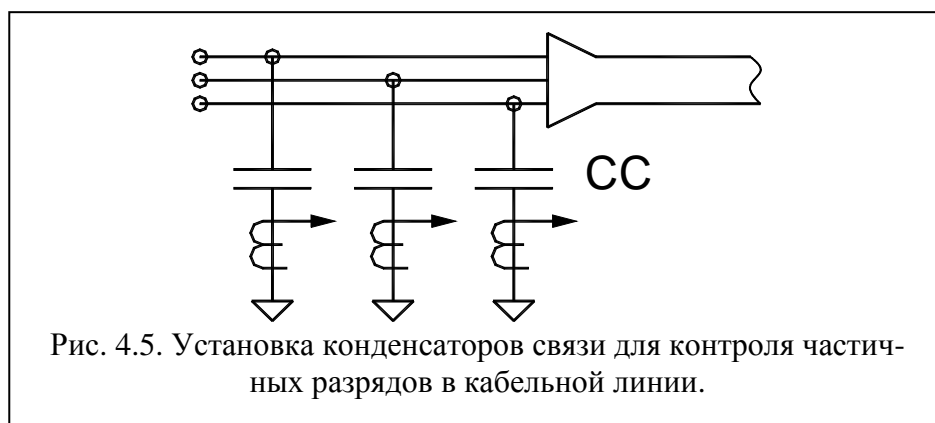 CC
Рис. 4.5. Установка конденсаторов связи для контроля частич-
ных разрядов в кабельной линии.